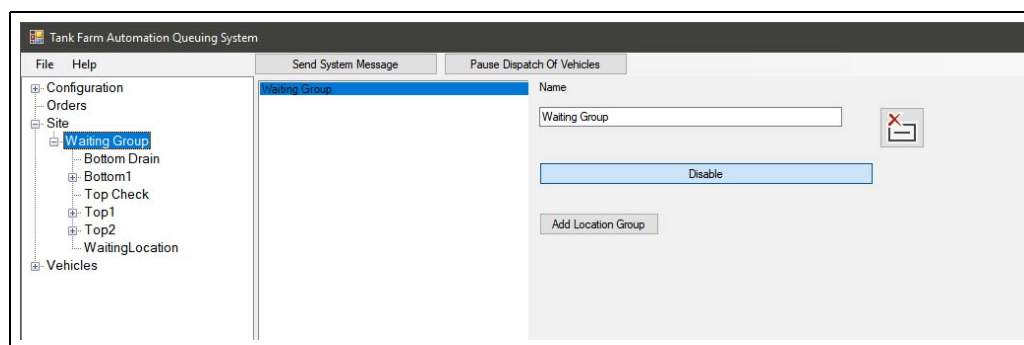 Tank Farm Automation Queuing System
File Help Send System Message Pause Dispatch Of Vehicles
Configuration
Orders
Site
Waiting Group
Bottom Drain
Bottom1
Top Check
Top1
Top2
WaitingLocation
Vehicles
Waiting Group
Name
Waiting Group
Disable
Add Location Group